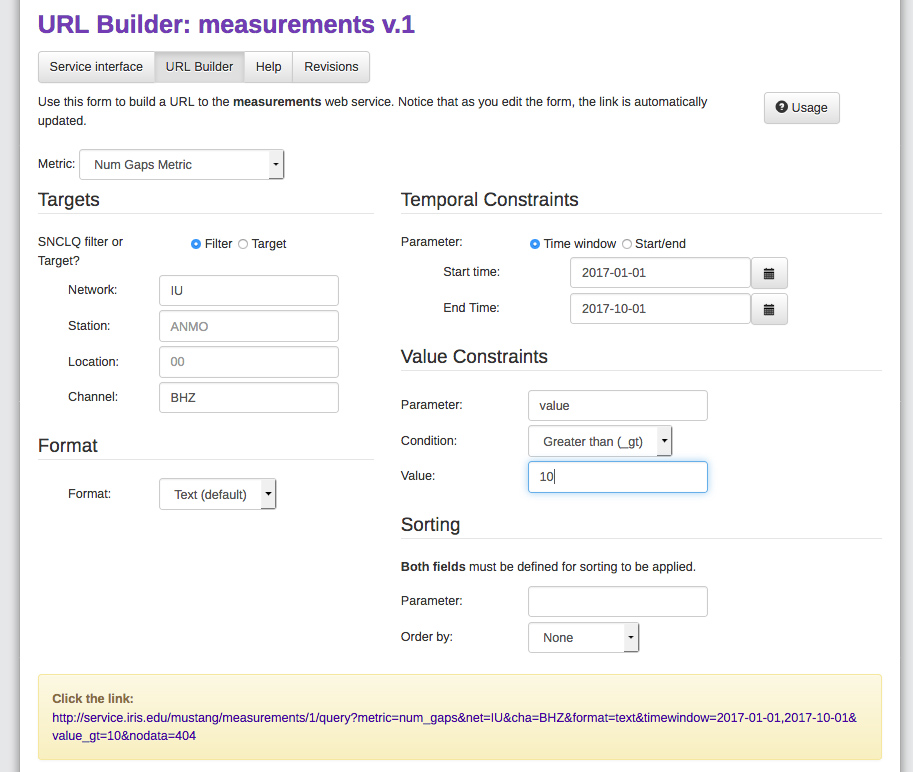 URL Builder: measurements v.1
Service interface URL Builder Help Revisions
Use this form to build a URL to the measurements web service. Notice that as you edit the form, the link is automatically
updated.
Usage
Metric: Num Gaps Metric
Targets
SNCLQ filter or
Target?
Filter Target
Network: IU
Station: ANMO
Location: 00
Channel: BHZ
Format
Format: Text (default)
Temporal Constraints
Parameter: Time window Start/end
Start time: 2017-01-01
End Time: 2017-10-01
Value Constraints
Parameter: value
Condition: Greater than (_gt)
Value: 10
Sorting
Both fields must be defined for sorting to be applied.
Parameter:
Order by: None
Click the link:
http://service.iris.edu/mustang/measurements/1/query?metric=num_gaps&net=IU&cha=BHZ&format=text&timewindow=2017-01-01,2017-10-01&
value_gt=10&nodata=404